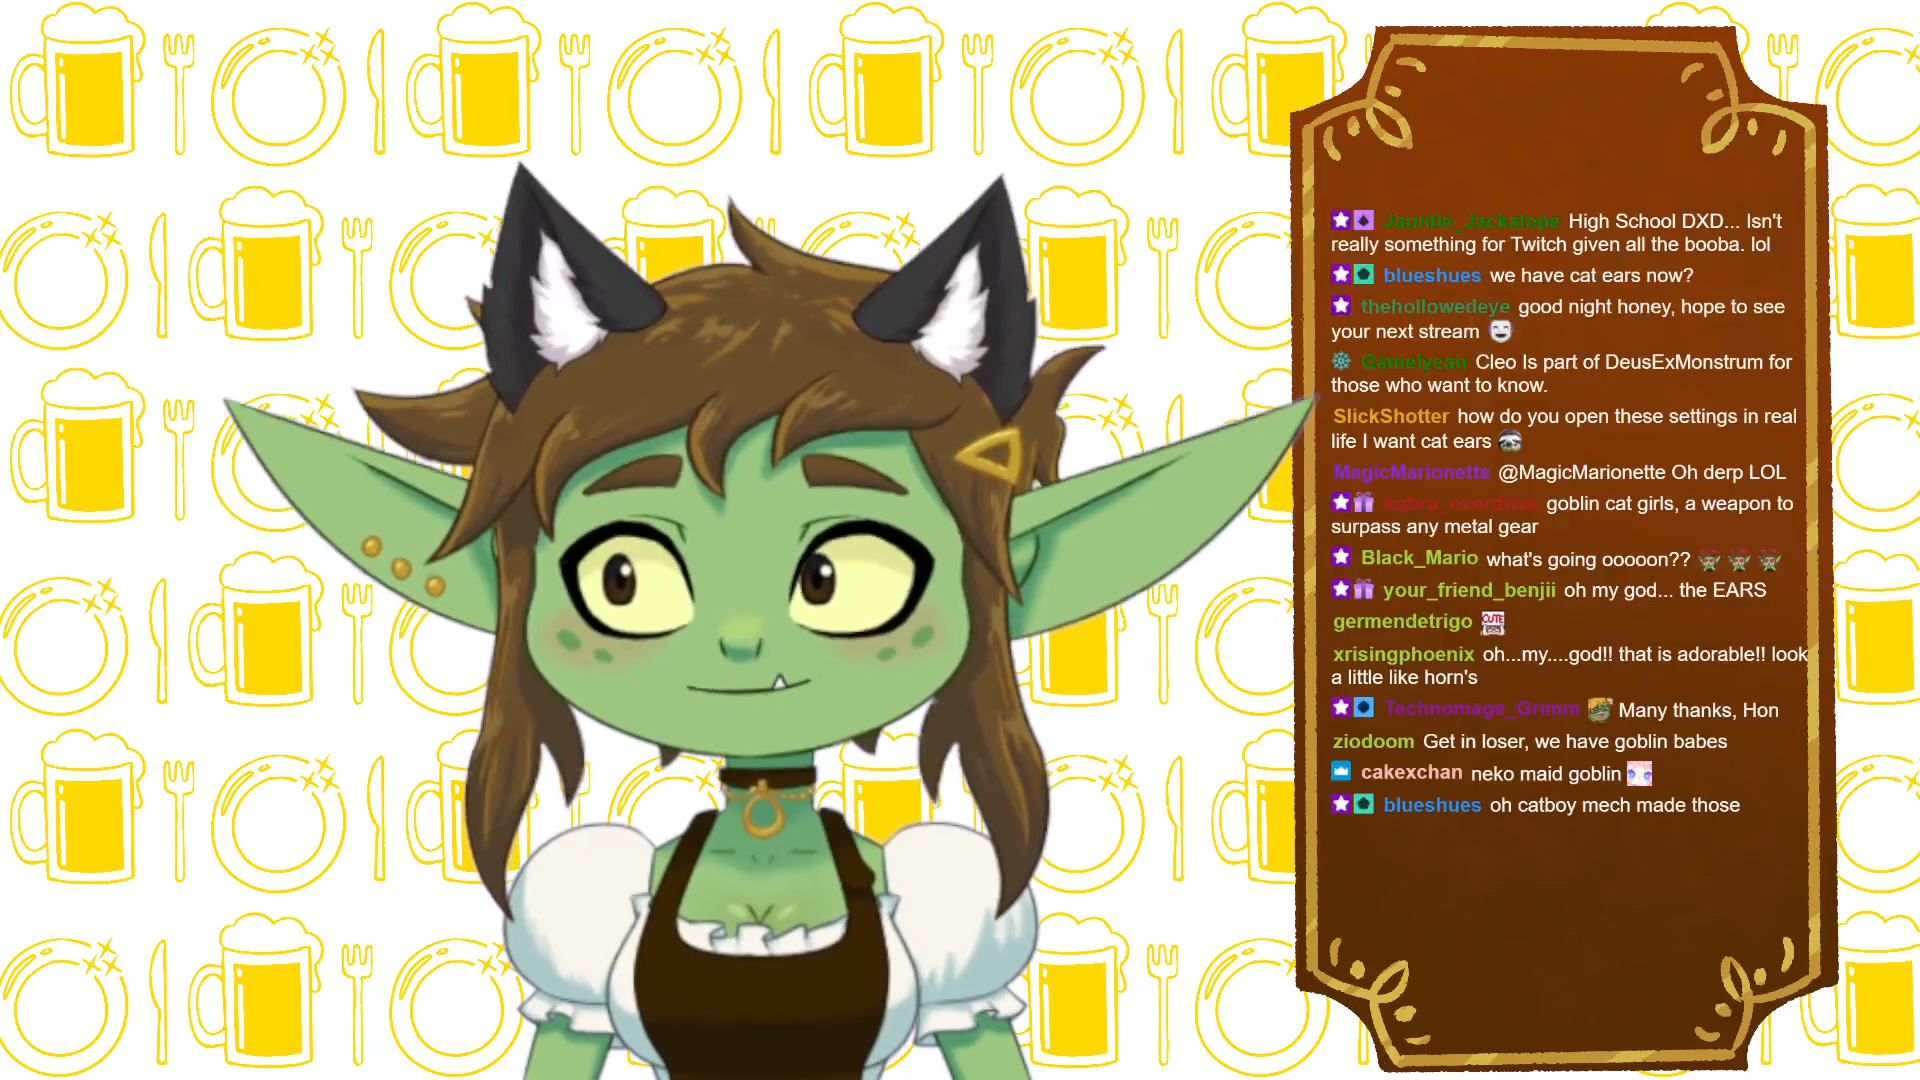 Jauntie_Jackalope High School DXD... Isn't
really something for Twitch given all the booba. lol
blueshues we have cat ears now?
thehollowedeye good night honey, hope to see
your next stream
Gamelycan Cleo Is part of DeusExMonstrum for
those who want to know.
SlickShotter how do you open these settings in real
life I want cat ears
MagicMarionette @MagicMarionette Oh derp LOL
kobra_overdrive goblin cat girls, a weapon to
surpass any metal gear
Black_Mario what's going ooooon??
your_friend_benjii oh my god... the EARS
germendetrigo CUTE
xrisingphoenix oh...my....god!! that is adorable!! look
a little like horn's
Technomage_Grimm Many thanks, Hon
ziodoom Get in loser, we have goblin babes
cakexchan neko maid goblin
blueshues oh catboy mech made those